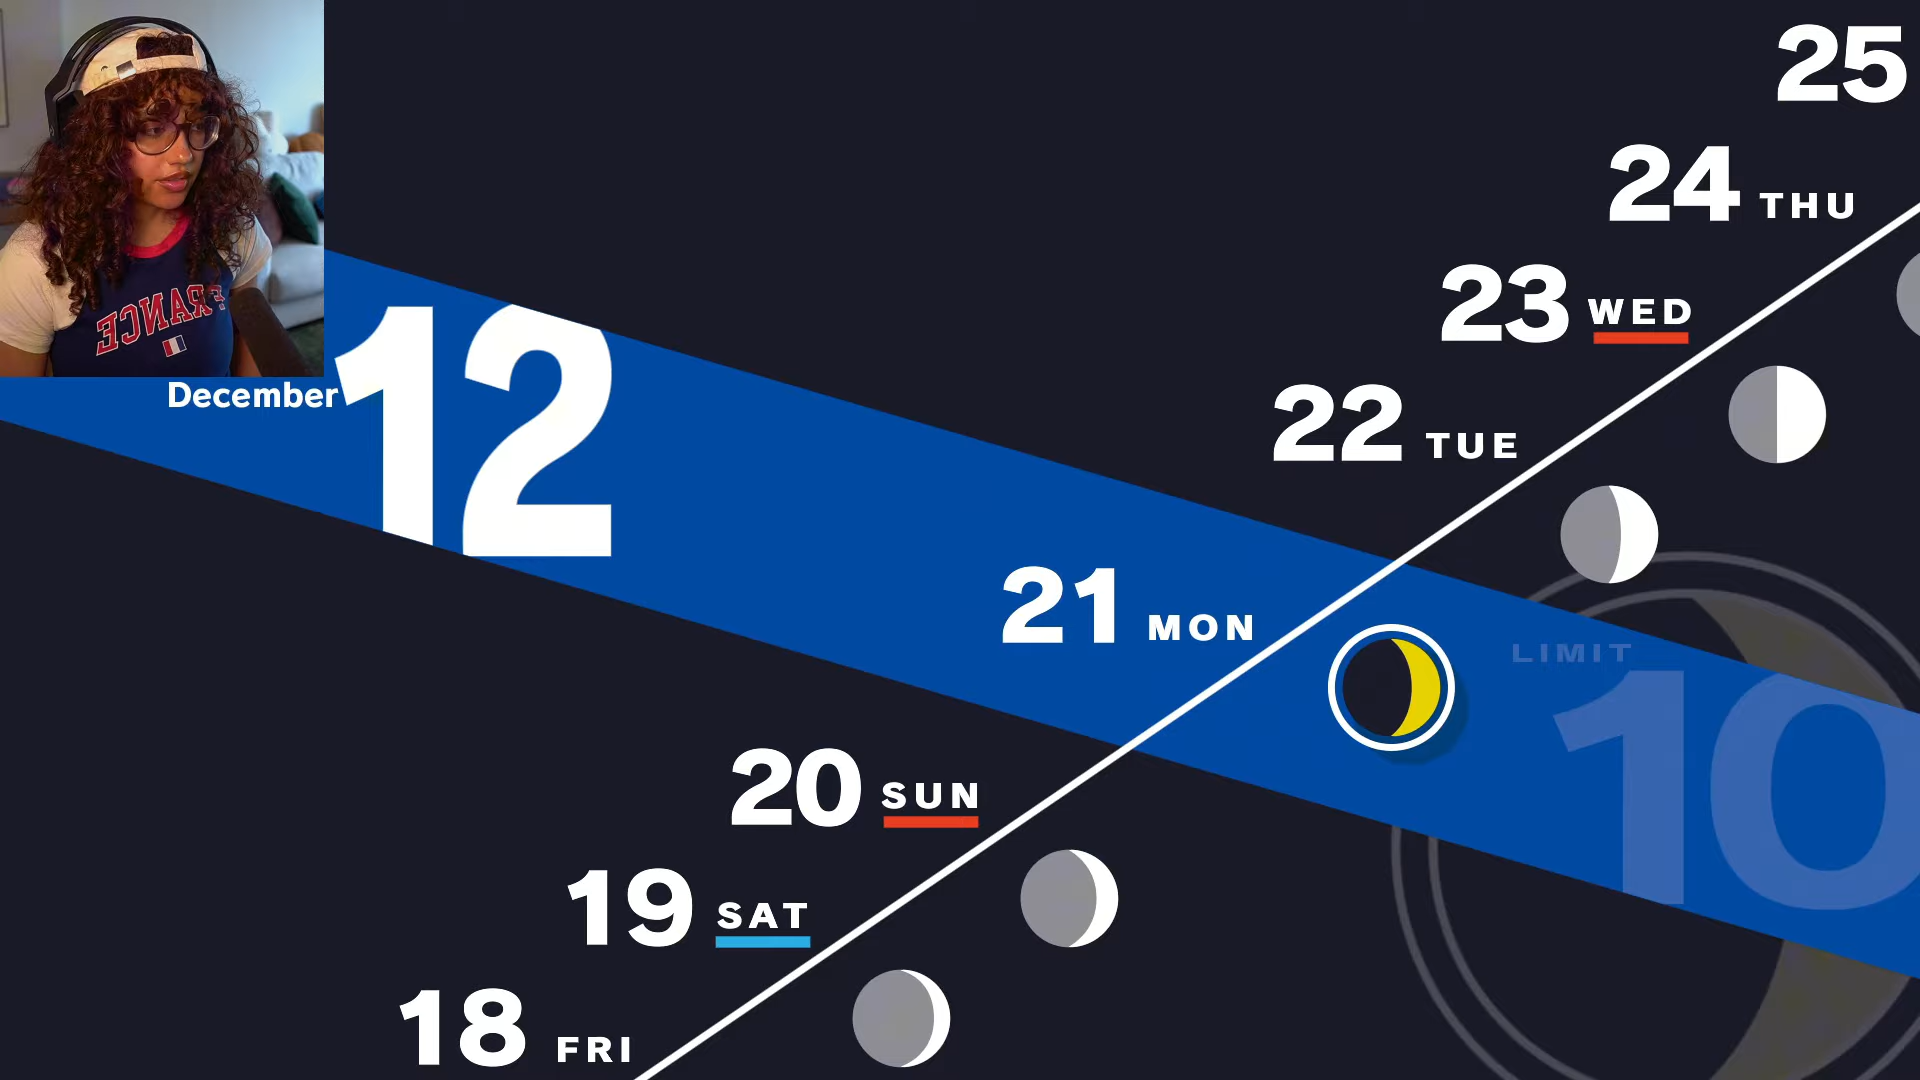 25
24 THU
23 WED
22 TUE
FRANCE
December 12
21 MON
LIMIT
10
20 SUN
19 SAT
18 FRI